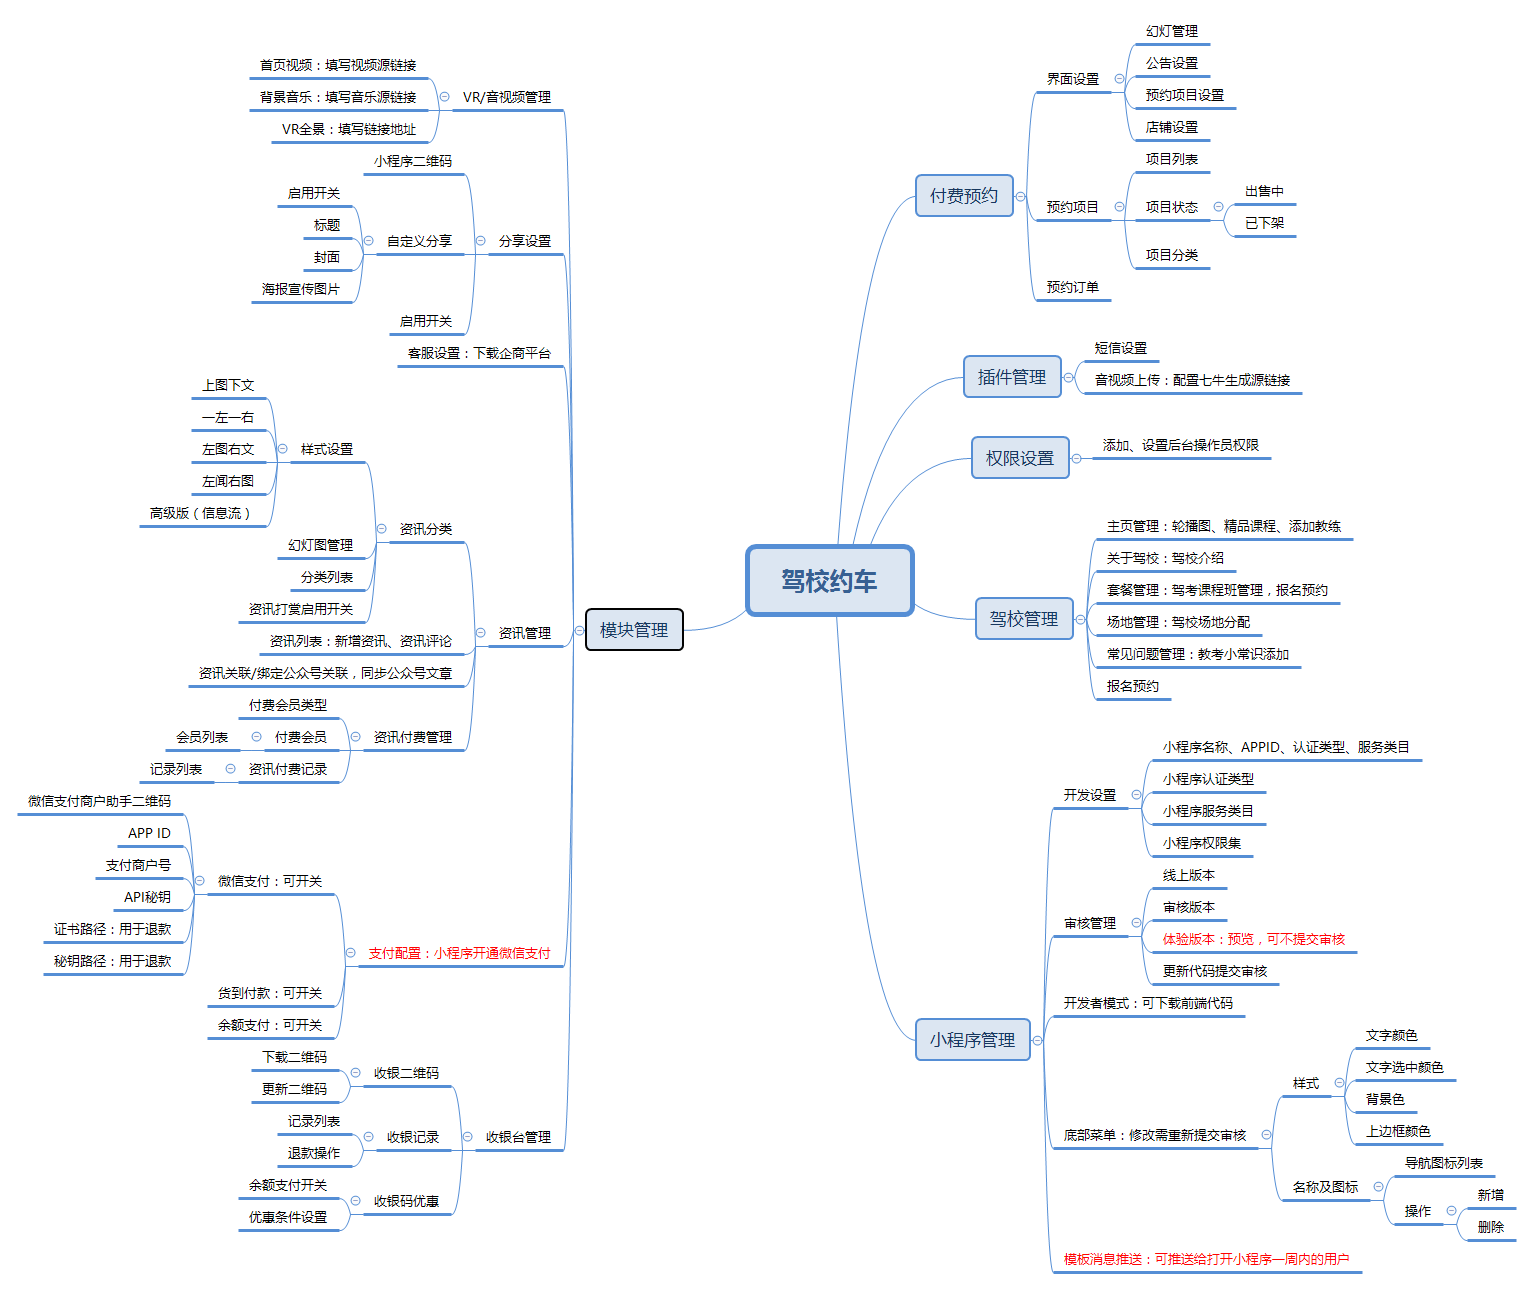 驾校约车
付费预约
界面设置
幻灯管理
公告设置
预约项目设置
店铺设置
预约项目
项目列表
项目状态
出售中
已下架
项目分类
预约订单
插件管理
短信设置
音视频上传：配置七牛生成源链接
权限设置
添加、设置后台操作员权限
驾校管理
主页管理：轮播图、精品课程、添加教练
关于驾校：驾校介绍
套餐管理：驾考课程班管理，报名预约
场地管理：驾校场地分配
常见问题管理：教考小常识添加
报名预约
小程序管理
开发设置
小程序名称、APPID、认证类型、服务类目
小程序认证类型
小程序服务类目
小程序权限集
审核管理
线上版本
审核版本
体验版本：预览，可不提交审核
更新代码提交审核
开发者模式：可下载前端代码
底部菜单：修改需重新提交审核
样式
文字颜色
文字选中颜色
背景色
上边框颜色
名称及图标
导航图标列表
操作
新增
删除
模板消息推送：可推送给打开小程序一周内的用户
模块管理
VR/音视频管理
首页视频：填写视频源链接
背景音乐：填写音乐源链接
VR全景：填写链接地址
分享设置
小程序二维码
自定义分享
启用开关
标题
封面
海报宣传图片
启用开关
客服设置：下载企商平台
资讯管理
资讯分类
样式设置
上图下文
一左一右
左图右文
左闻右图
高级版（信息流）
幻灯图管理
分类列表
资讯打赏启用开关
资讯列表：新增资讯、资讯评论
资讯关联/绑定公众号关联，同步公众号文章
资讯付费管理
付费会员类型
付费会员
会员列表
资讯付费记录
记录列表
支付配置：小程序开通微信支付
微信支付：可开关
微信支付商户助手二维码
APP ID
支付商户号
API秘钥
证书路径：用于退款
秘钥路径：用于退款
货到付款：可开关
余额支付：可开关
收银台管理
收银二维码
下载二维码
更新二维码
收银记录
记录列表
退款操作
收银码优惠
余额支付开关
优惠条件设置